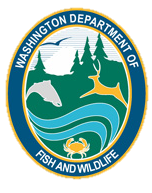 WASHINGTON DEPARTMENT OF
FISH AND WILDLIFE